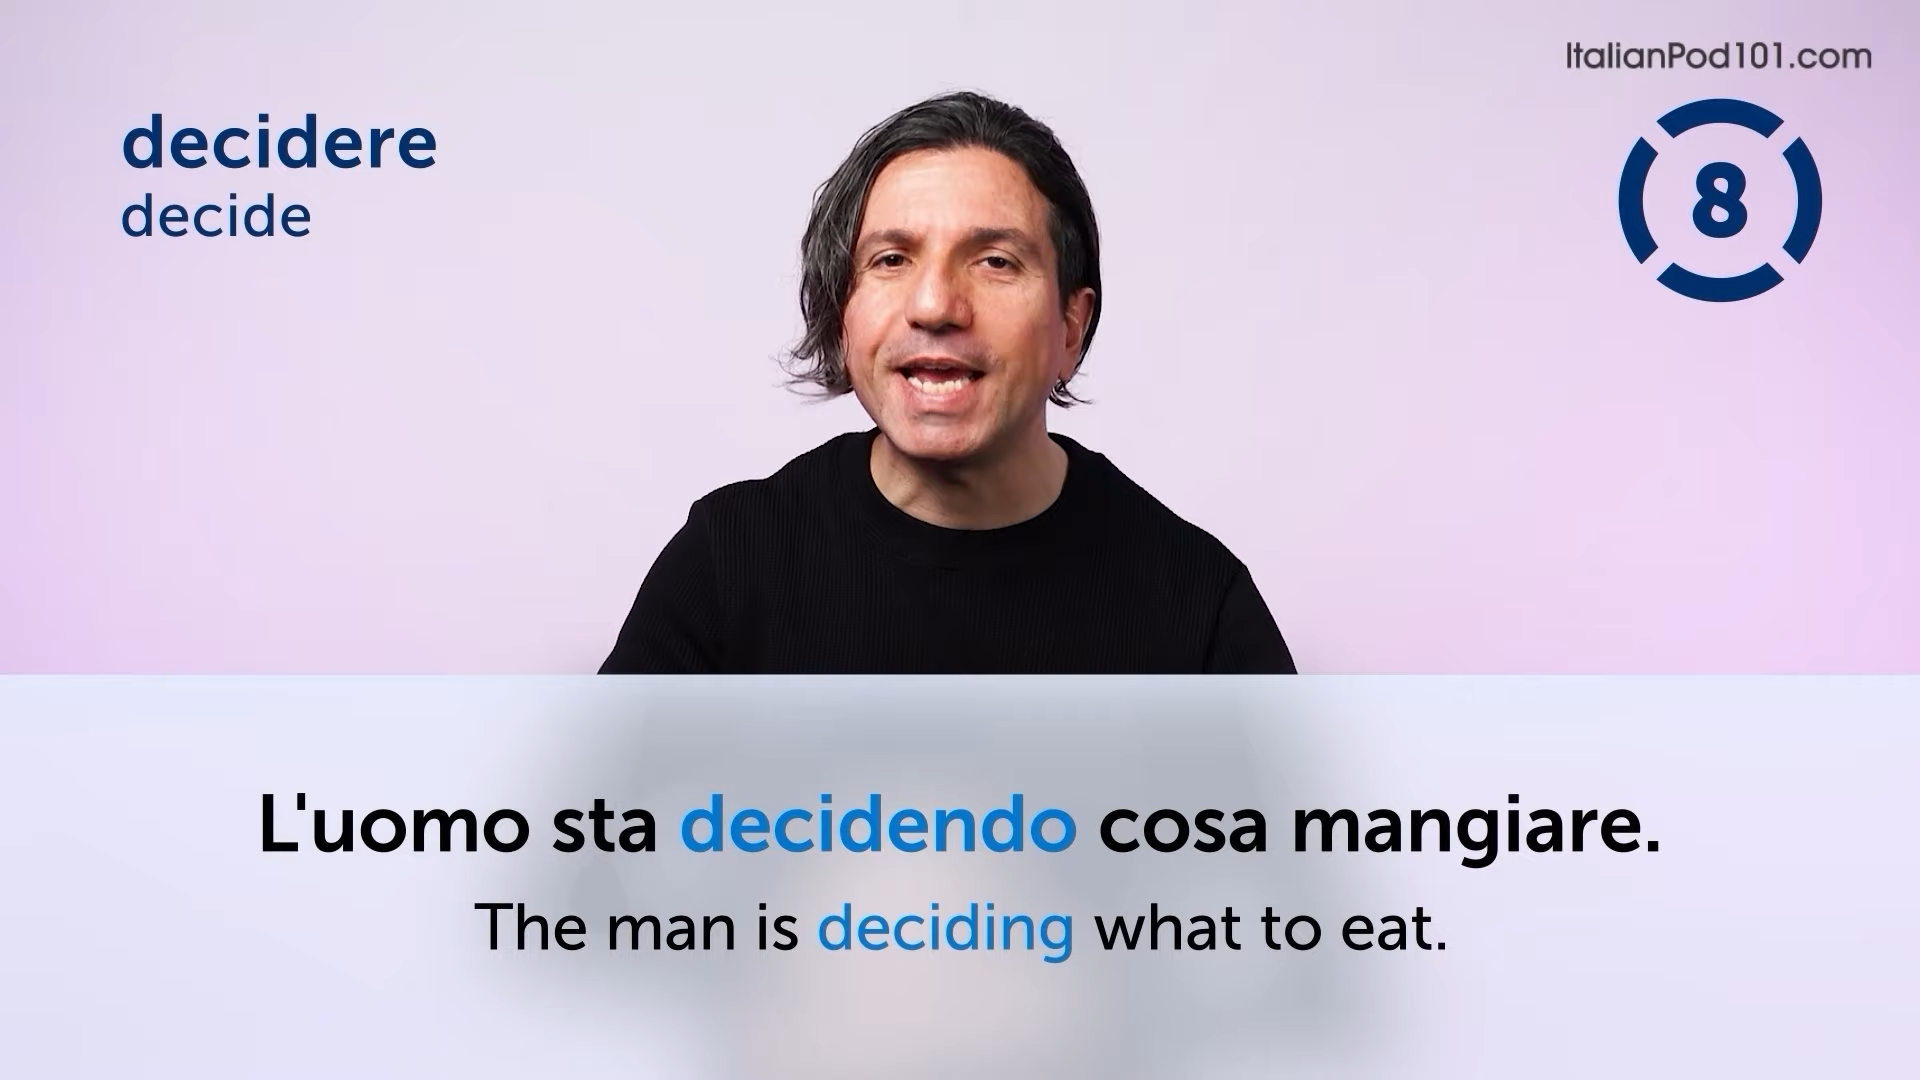 ItalianPod101.com
decidere
decide
8
L'uomo sta decidendo cosa mangiare.
The man is deciding what to eat.